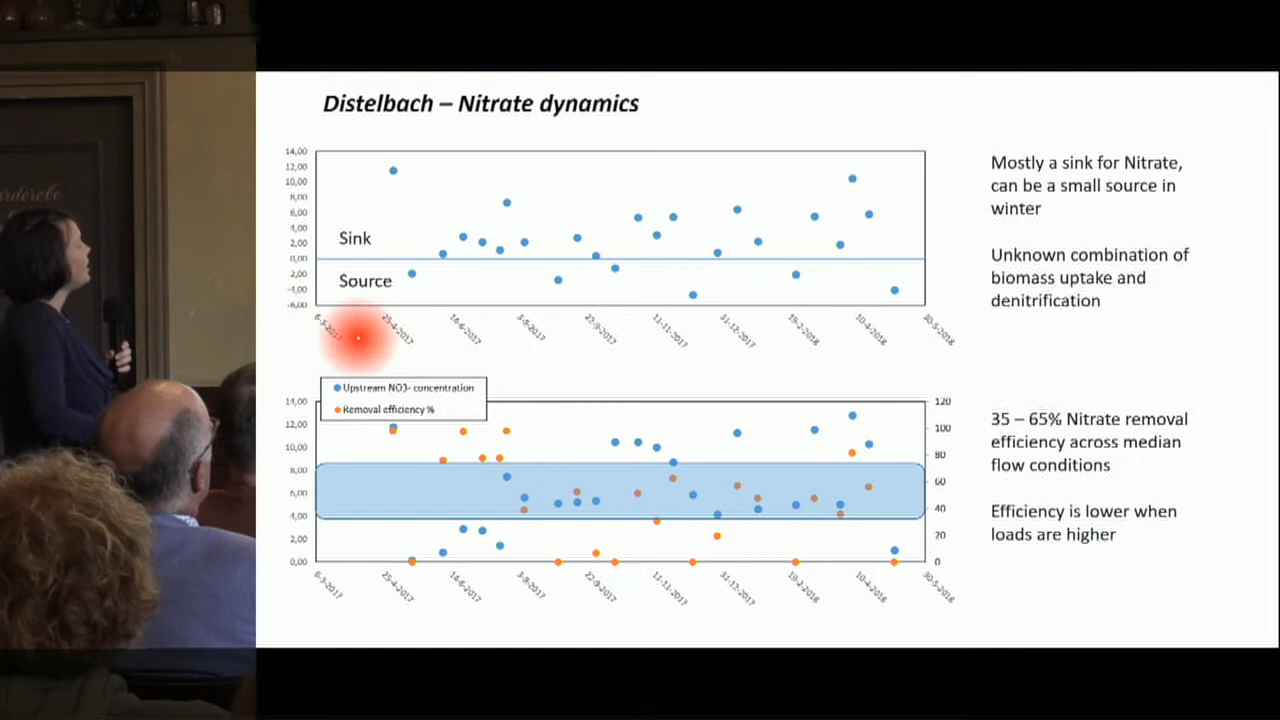 Distelbach – Nitrate dynamics
14,00
12,00
10,00
8,00
6,00
4,00
2,00
0,00
2,00
-4,00
-6,00
Sink
Source
6-3-2017
25-4-2017
14-6-2017
3-8-2017
22-9-2017
11-11-2017
31-12-2017
19-2-2018
10-4-2018
30-5-2018
Mostly a sink for Nitrate,
can be a small source in
winter
Unknown combination of
biomass uptake and
denitrification
Upstream NO3- concentration
Removal efficiency %
14,00
12,00
10,00
8,00
6,00
4,00
2,00
0,00
120
100
80
60
40
20
0
6-3-2017
25-4-2017
14-6-2017
3-8-2017
22-9-2017
11-11-2017
31-12-2017
19-2-2018
10-4-2018
30-5-2018
35 – 65% Nitrate removal
efficiency across median
flow conditions
Efficiency is lower when
loads are higher